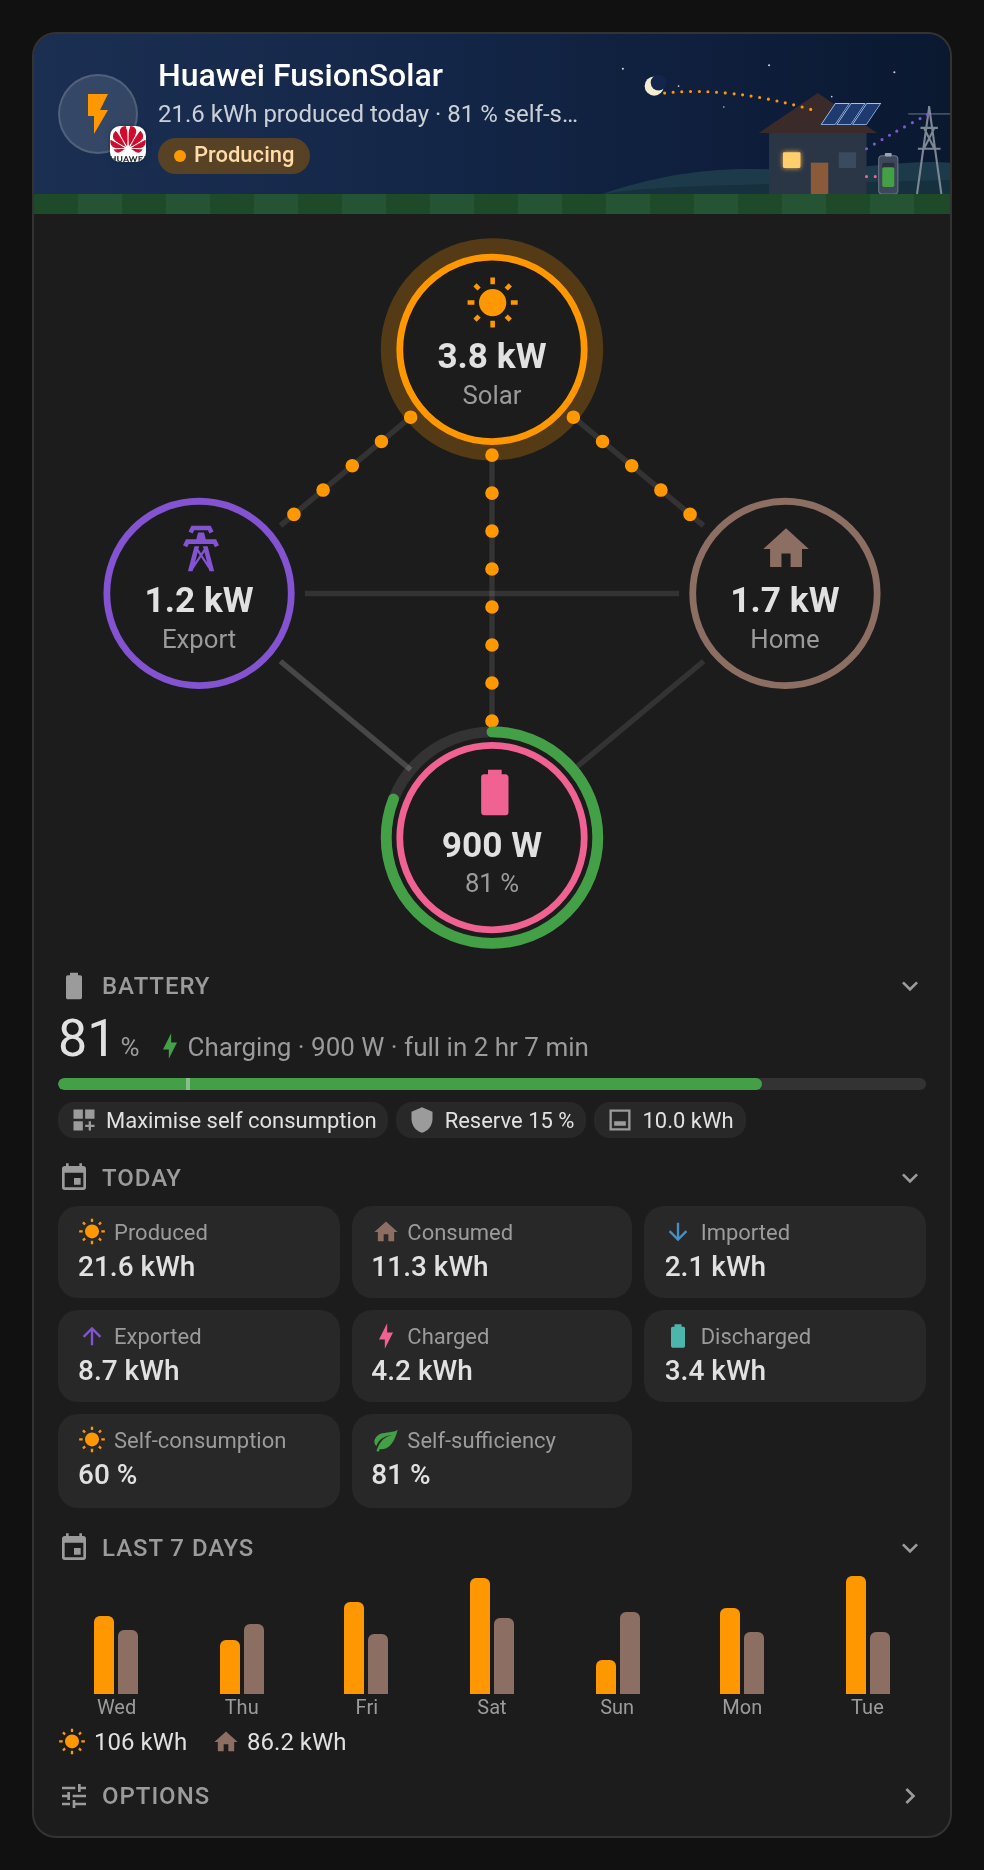 Huawei FusionSolar
21.6 kWh produced today · 81 % self-s...
Producing
HUAWEI
3.8 kW
Solar
1.2 kW
Export
1.7 kW
Home
900 W
81 %
BATTERY
81 % Charging · 900 W · full in 2 hr 7 min
Maximise self consumption Reserve 15 % 10.0 kWh
TODAY
Produced Consumed Imported
21.6 kWh 11.3 kWh 2.1 kWh
Exported Charged Discharged
8.7 kWh 4.2 kWh 3.4 kWh
Self-consumption Self-sufficiency
60 % 81 %
LAST 7 DAYS
Wed Thu Fri Sat Sun Mon Tue
106 kWh 86.2 kWh
OPTIONS